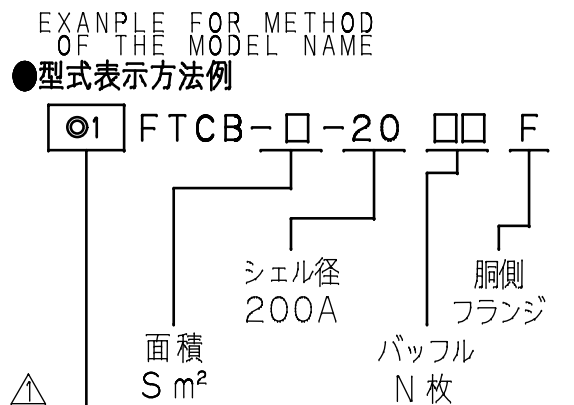 EXANPLE FOR METHOD
OF THE MODEL NAME
●型式表示方法例
◎1 FTCB-□-20 □□ F
シェル径
200A
胴側
フランジ
面積
S m²
バッフル
N 枚
1